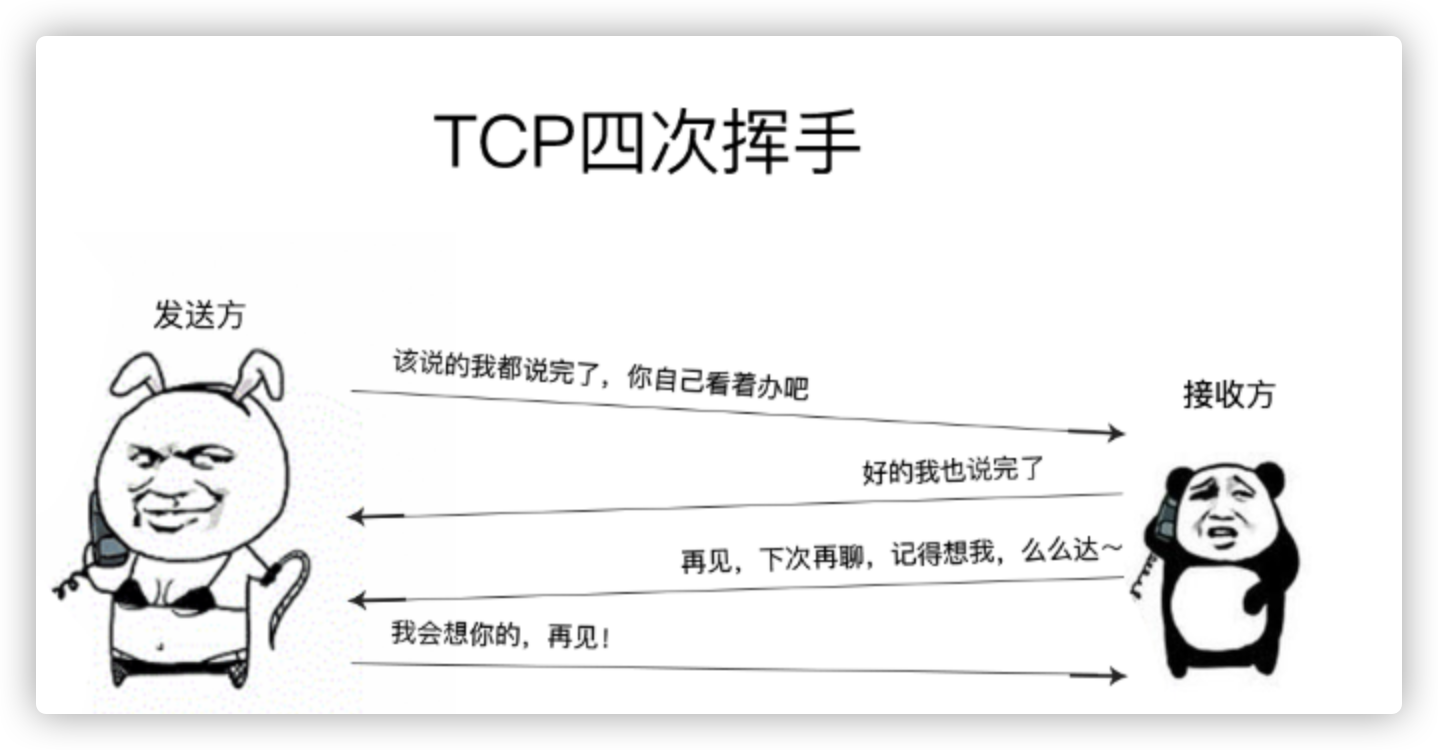 TCP四次挥手
发送方
该说的我都说完了，你自己看着办吧
接收方
好的我也说完了
再见，下次再聊，记得想我，么么达~
我会想你的，再见！